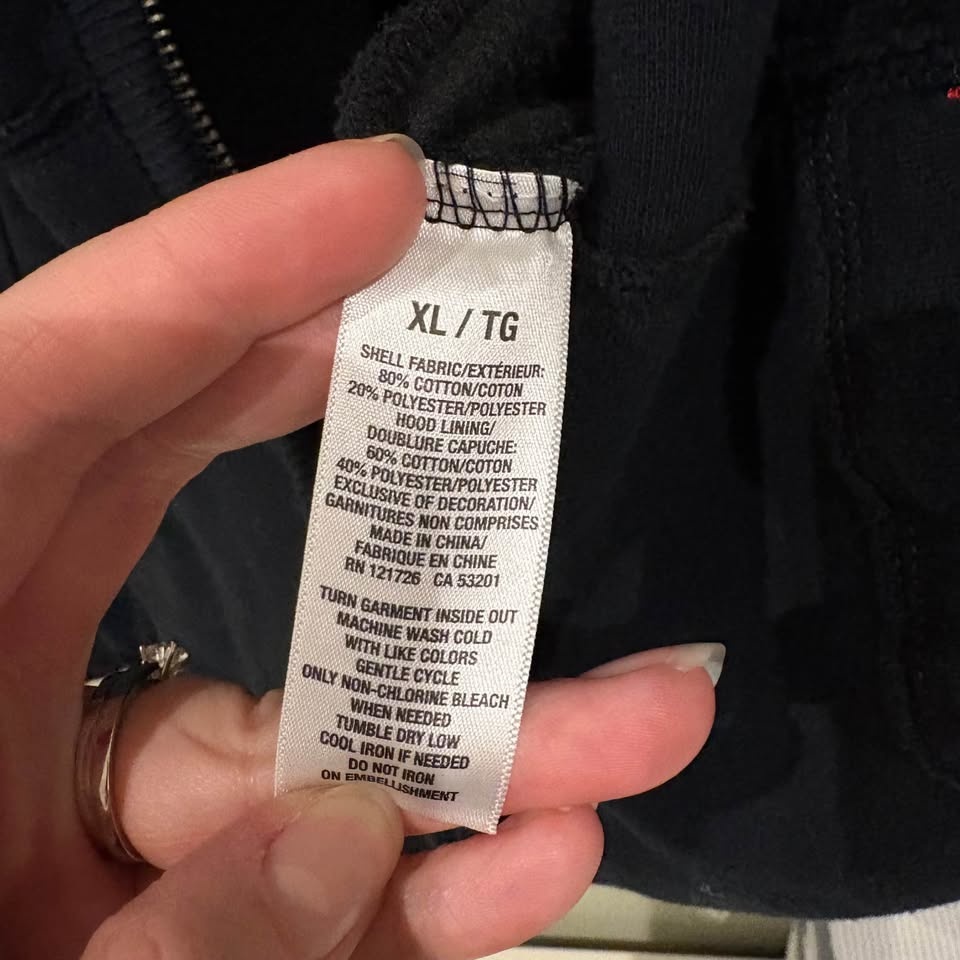 XL / TG
SHELL FABRIC/EXTÉRIEUR:
80% COTTON/COTON
20% POLYESTER/POLYESTER
HOOD LINING/
DOUBLURE CAPUCHE:
60% COTTON/COTON
40% POLYESTER/POLYESTER
EXCLUSIVE OF DECORATION/
GARNITURES NON COMPRISES
MADE IN CHINA/
FABRIQUE EN CHINE
RN 121726 CA 53201
TURN GARMENT INSIDE OUT
MACHINE WASH COLD
WITH LIKE COLORS
GENTLE CYCLE
ONLY NON-CHLORINE BLEACH
WHEN NEEDED
TUMBLE DRY LOW
COOL IRON IF NEEDED
DO NOT IRON
ON EMBELLISHMENT